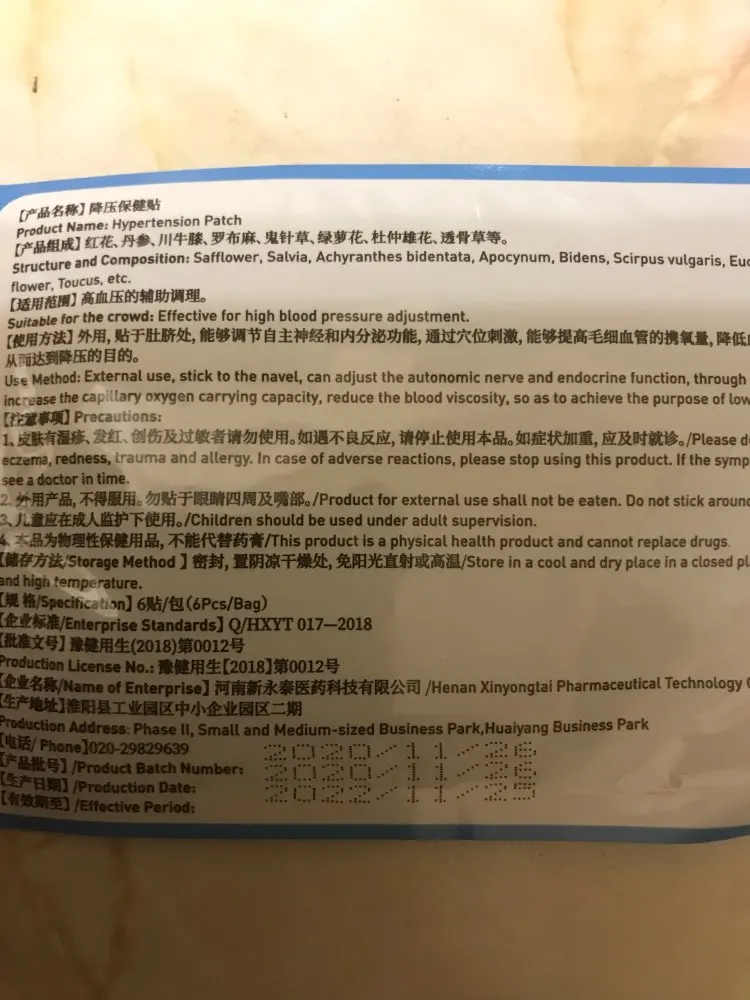 【产品名称】降压保健贴
Product Name: Hypertension Patch
【产品组成】红花、丹参、川牛膝、罗布麻、鬼针草、绿萝花、杜仲雄花、透骨草等。
Structure and Composition: Safflower, Salvia, Achyranthes bidentata, Apocynum, Bidens, Scirpus vulgaris,
flower, Toucus, etc.
【适用范围】高血压的辅助调理。
Suitable for the crowd: Effective for high blood pressure adjustment.
【使用方法】外用, 贴于肚脐处, 能够调节自主神经和内分泌功能, 通过穴位刺激, 能够提高毛细血管的携氧量, 降低
从而达到降压的目的。
Use Method: External use, stick to the navel, can adjust the autonomic nerve and endocrine function, through
increase the capillary oxygen carrying capacity, reduce the blood viscosity, so as to achieve the purpose of
【注意事项】Precautions:
1、皮肤有湿疹, 发红、创伤及过敏者请勿使用。如遇不良反应, 请停止使用本品。如症状加重, 应及时就诊。/Please
eczema, redness, trauma and allergy. In case of adverse reactions, please stop using this product. If the
see a doctor in time.
2、外用产品, 不得服用。勿贴于眼睛四周及嘴部。/Product for external use shall not be eaten. Do not stick
3、儿童应在成人监护下使用。/Children should be used under adult supervision.
4、本品为物理性保健用品, 不能代替药膏/This product is a physical health product and cannot replace drugs.
【储存方法/Storage Method 】密封, 置阴凉干燥处, 免阳光直射或高温/Store in a cool and dry place in a closed
and high temperature.
【规 格/Specification】6贴/包(6Pcs/Bag)
【企业标准/Enterprise Standards】Q/HXYT 017—2018
【批准文号】豫健用生(2018)第0012号
Production License No.: 豫健用生【2018】第0012号
【企业名称/Name of Enterprise】河南新永泰医药科技有限公司 /Henan Xinyongtai Pharmaceutical Technology
【生产地址】淮阳县工业园区中小企业园区二期
Production Address: Phase II, Small and Medium-sized Business Park,Huaiyang Business Park
【电话/ Phone】020-29829639
【产品批号】/Product Batch Number: 2020/11/26
【生产日期】/Production Date: 2020/11/26
【有效期至】/Effective Period: 2022/11/25